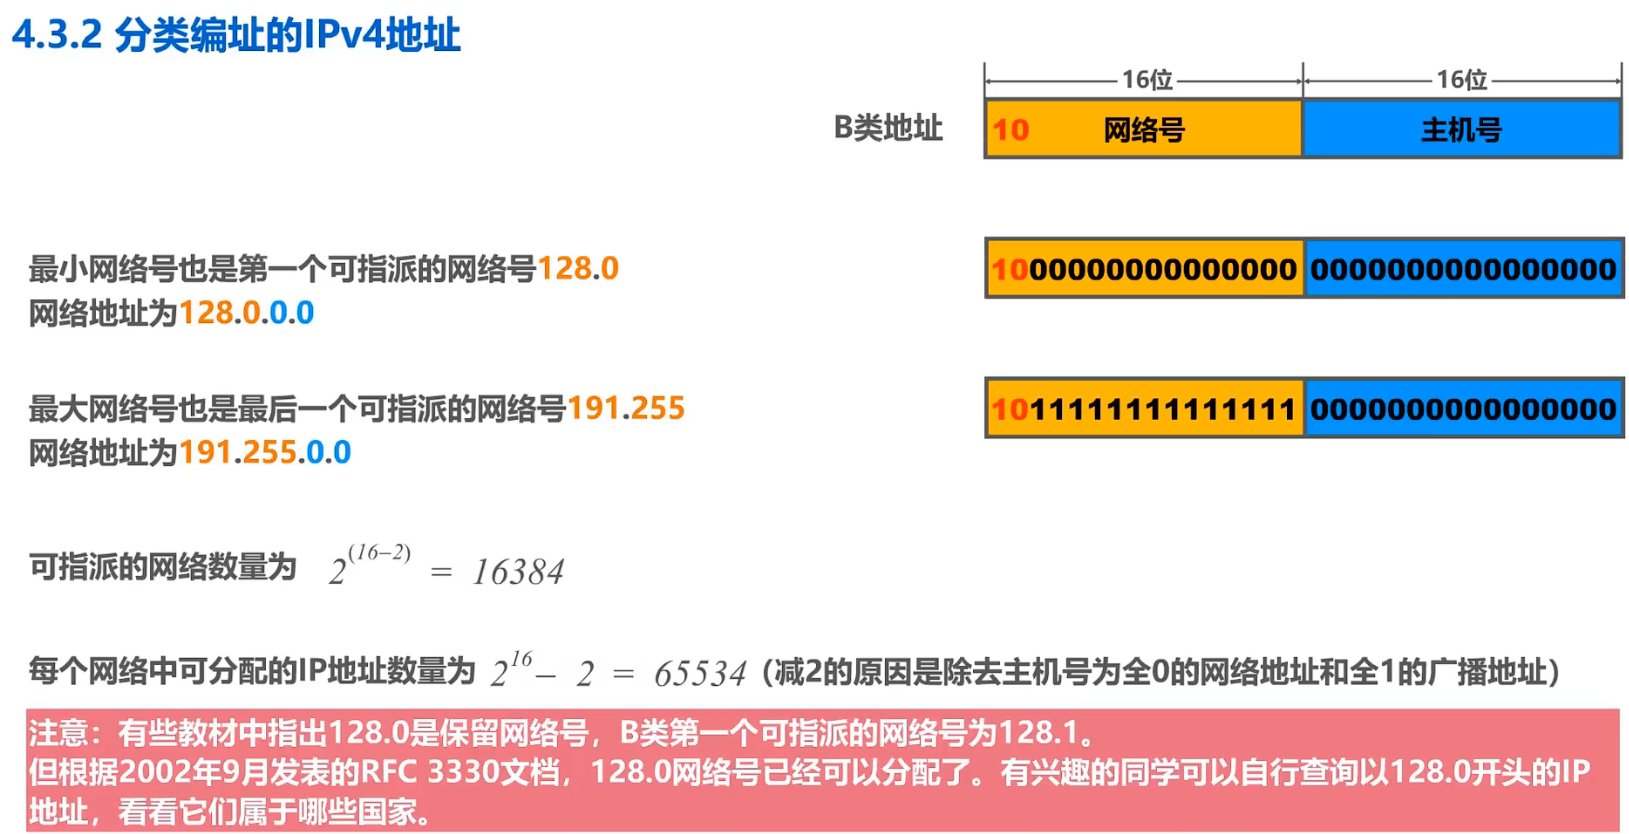 4.3.2 分类编址的IPv4地址
16位 16位
B类地址 10 网络号 主机号
最小网络号也是第一个可指派的网络号128.0
网络地址为128.0.0.0
1000000000000000 0000000000000000
最大网络号也是最后一个可指派的网络号191.255
网络地址为191.255.0.0
1011111111111111 0000000000000000
可指派的网络数量为 2^(16-2) = 16384
每个网络中可分配的IP地址数量为 2^16 - 2 = 65534（减2的原因是除去主机号为全0的网络地址和全1的广播地址）
注意：有些教材中指出128.0是保留网络号，B类第一个可指派的网络号为128.1。
但根据2002年9月发表的RFC 3330文档，128.0网络号已经可以分配了。有兴趣的同学可以自行查询以128.0开头的IP
地址，看看它们属于哪些国家。